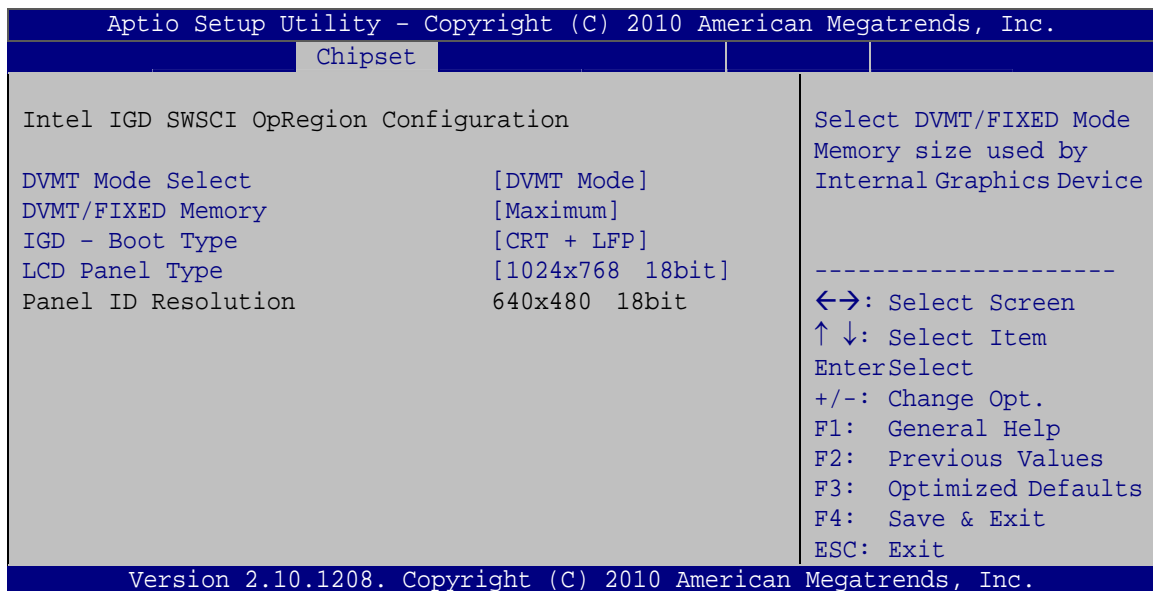 Aptio Setup Utility – Copyright (C) 2010 American Megatrends, Inc.
Chipset
Intel IGD SWSCI OpRegion Configuration
DVMT Mode Select [DVMT Mode]
DVMT/FIXED Memory [Maximum]
IGD – Boot Type [CRT + LFP]
LCD Panel Type [1024x768 18bit]
Panel ID Resolution 640x480 18bit
Select DVMT/FIXED Mode
Memory size used by
Internal Graphics Device
---------------------
←→: Select Screen
↑ ↓: Select Item
EnterSelect
+/-: Change Opt.
F1: General Help
F2: Previous Values
F3: Optimized Defaults
F4: Save & Exit
ESC: Exit
Version 2.10.1208. Copyright (C) 2010 American Megatrends, Inc.